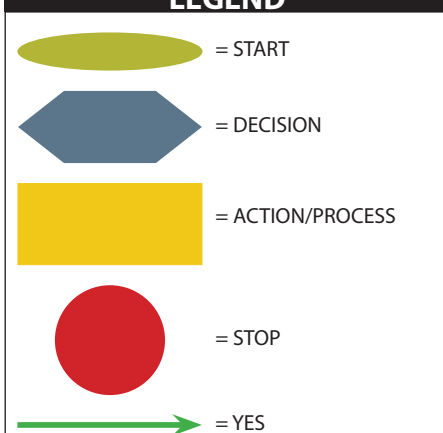 LEGEND
= START
= DECISION
= ACTION/PROCESS
= STOP
= YES